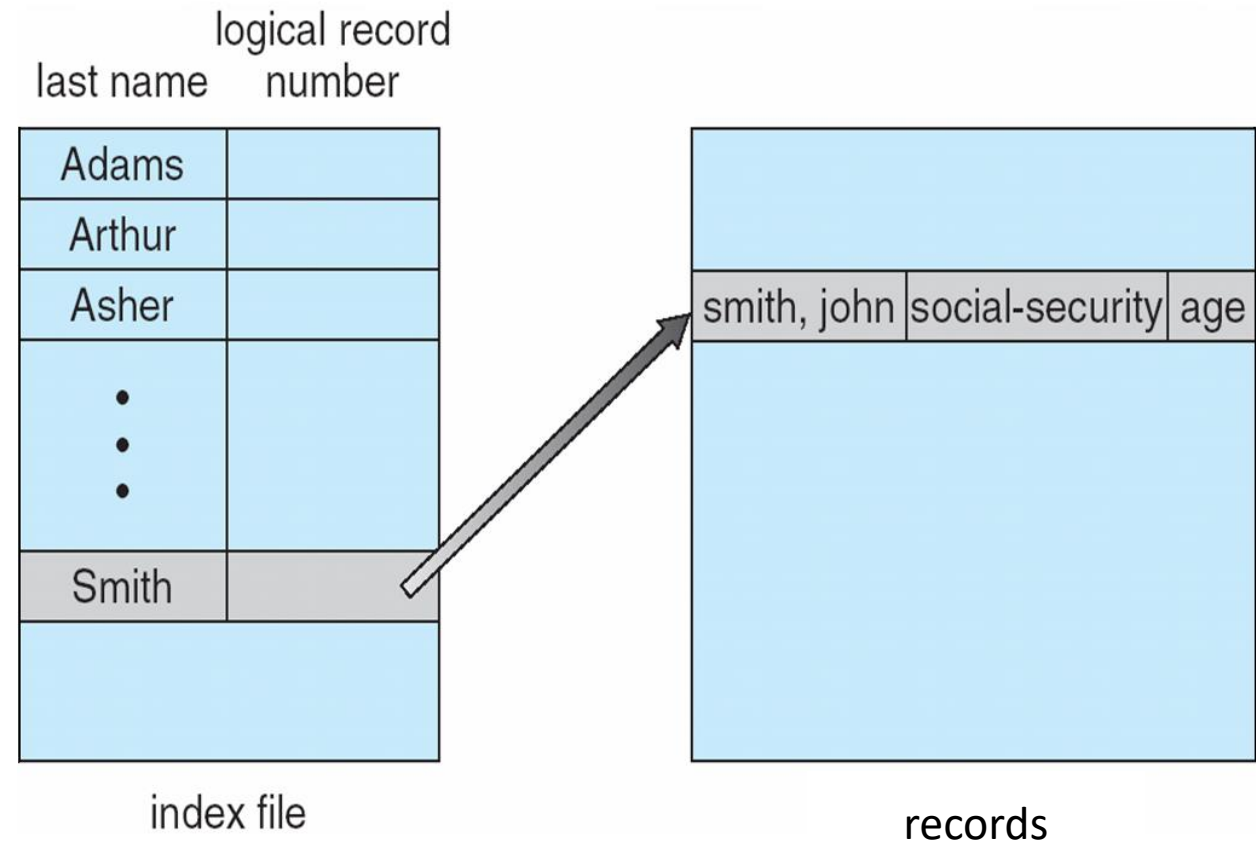 logical record
last name number
Adams
Arthur
Asher
Smith
smith, john social-security age
index file
records